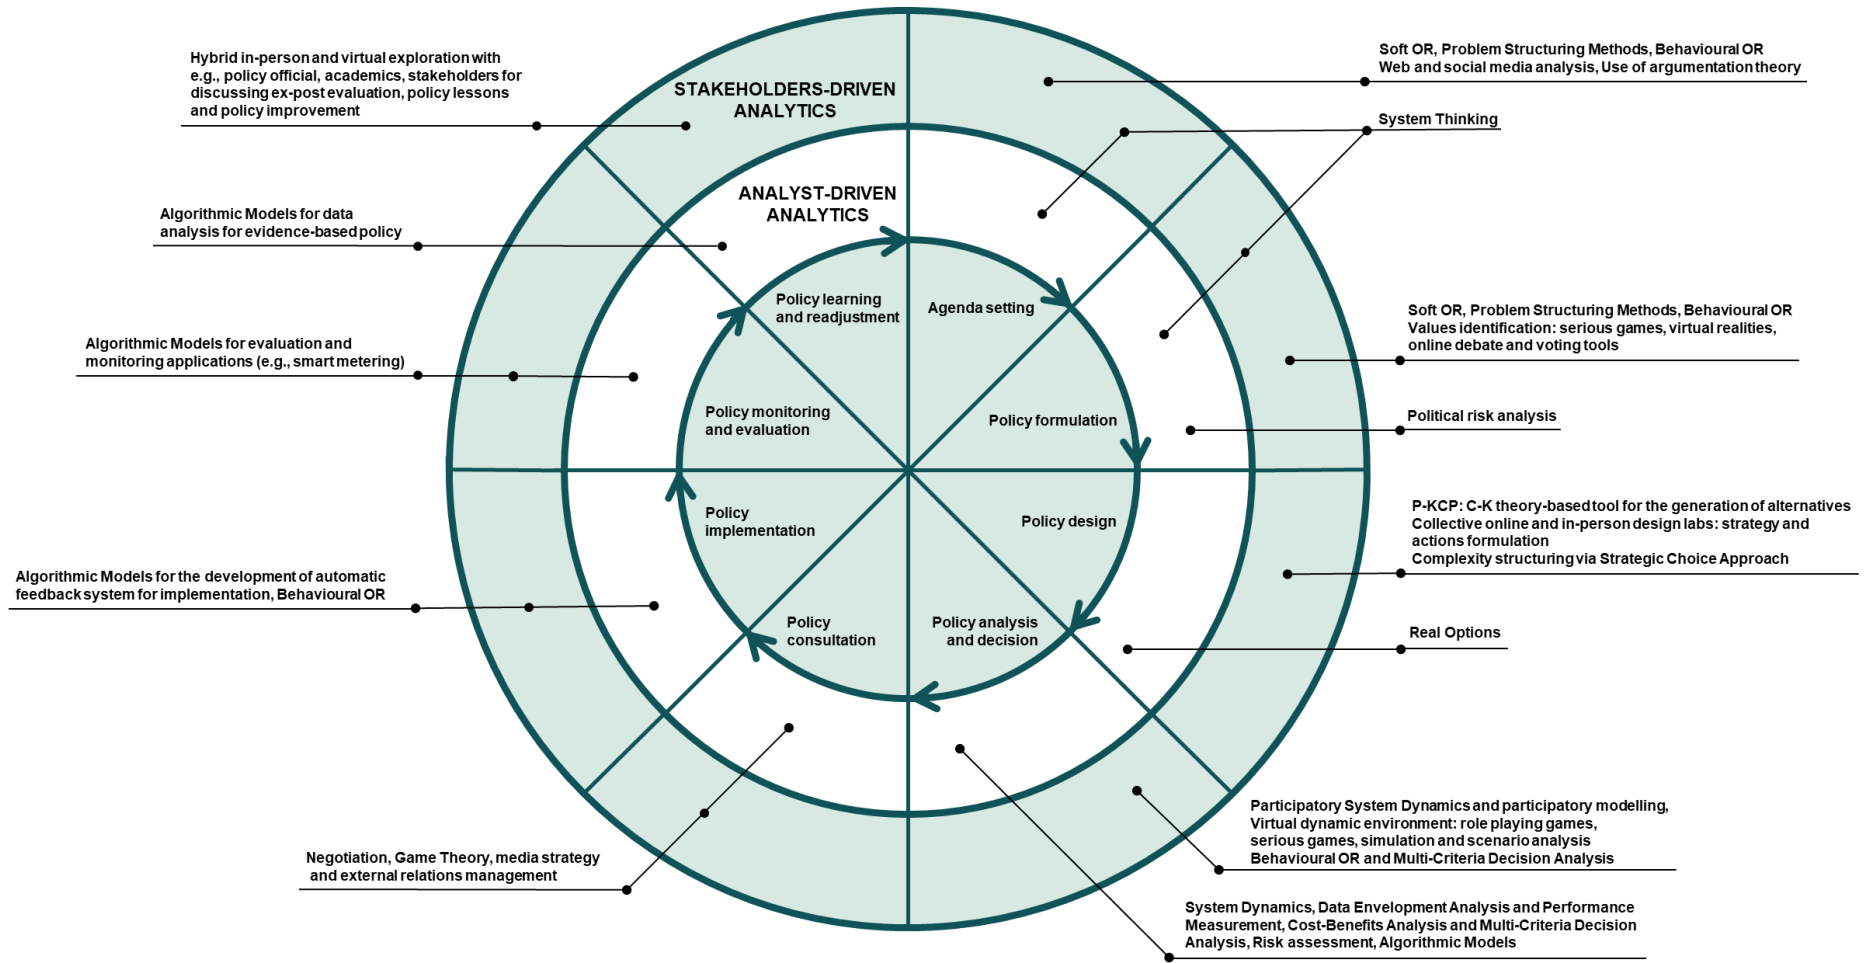 Hybrid in-person and virtual exploration with
e.g., policy official, academics, stakeholders for
discussing ex-post evaluation, policy lessons
and policy improvement
STAKEHOLDERS-DRIVEN
ANALYTICS
Soft OR, Problem Structuring Methods, Behavioural OR
Web and social media analysis, Use of argumentation theory
System Thinking
ANALYST-DRIVEN
ANALYTICS
Algorithmic Models for data
analysis for evidence-based policy
Policy learning
and readjustment
Agenda setting
Soft OR, Problem Structuring Methods, Behavioural OR
Values identification: serious games, virtual realities,
online debate and voting tools
Algorithmic Models for evaluation and
monitoring applications (e.g., smart metering)
Policy monitoring
and evaluation
Policy formulation
Political risk analysis
Policy
implementation
Policy design
P-KCP: C-K theory-based tool for the generation of alternatives
Collective online and in-person design labs: strategy and
actions formulation
Complexity structuring via Strategic Choice Approach
Algorithmic Models for the development of automatic
feedback system for implementation, Behavioural OR
Policy
consultation
Policy analysis
and decision
Real Options
Participatory System Dynamics and participatory modelling,
Virtual dynamic environment: role playing games,
serious games, simulation and scenario analysis
Behavioural OR and Multi-Criteria Decision Analysis
Negotiation, Game Theory, media strategy
and external relations management
System Dynamics, Data Envelopment Analysis and Performance
Measurement, Cost-Benefits Analysis and Multi-Criteria Decision
Analysis, Risk assessment, Algorithmic Models